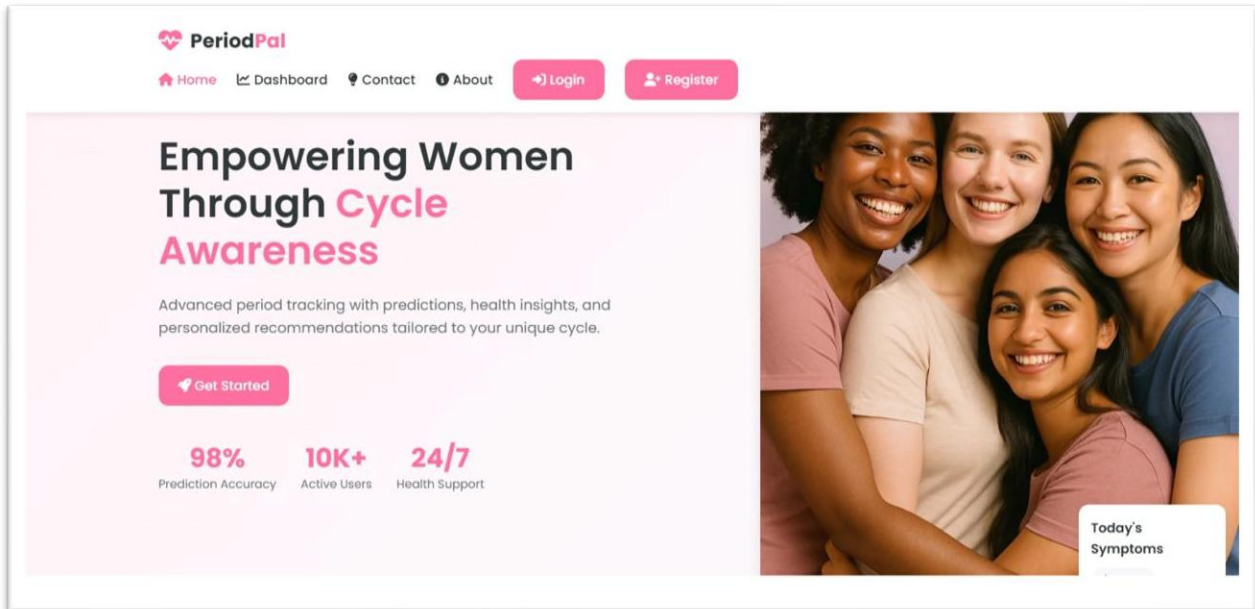 PeriodPal
Home Dashboard Contact About Login Register
Empowering Women
Through Cycle
Awareness
Advanced period tracking with predictions, health insights, and
personalized recommendations tailored to your unique cycle.
Get Started
98% 10K+ 24/7
Prediction Accuracy Active Users Health Support
Today's
Symptoms